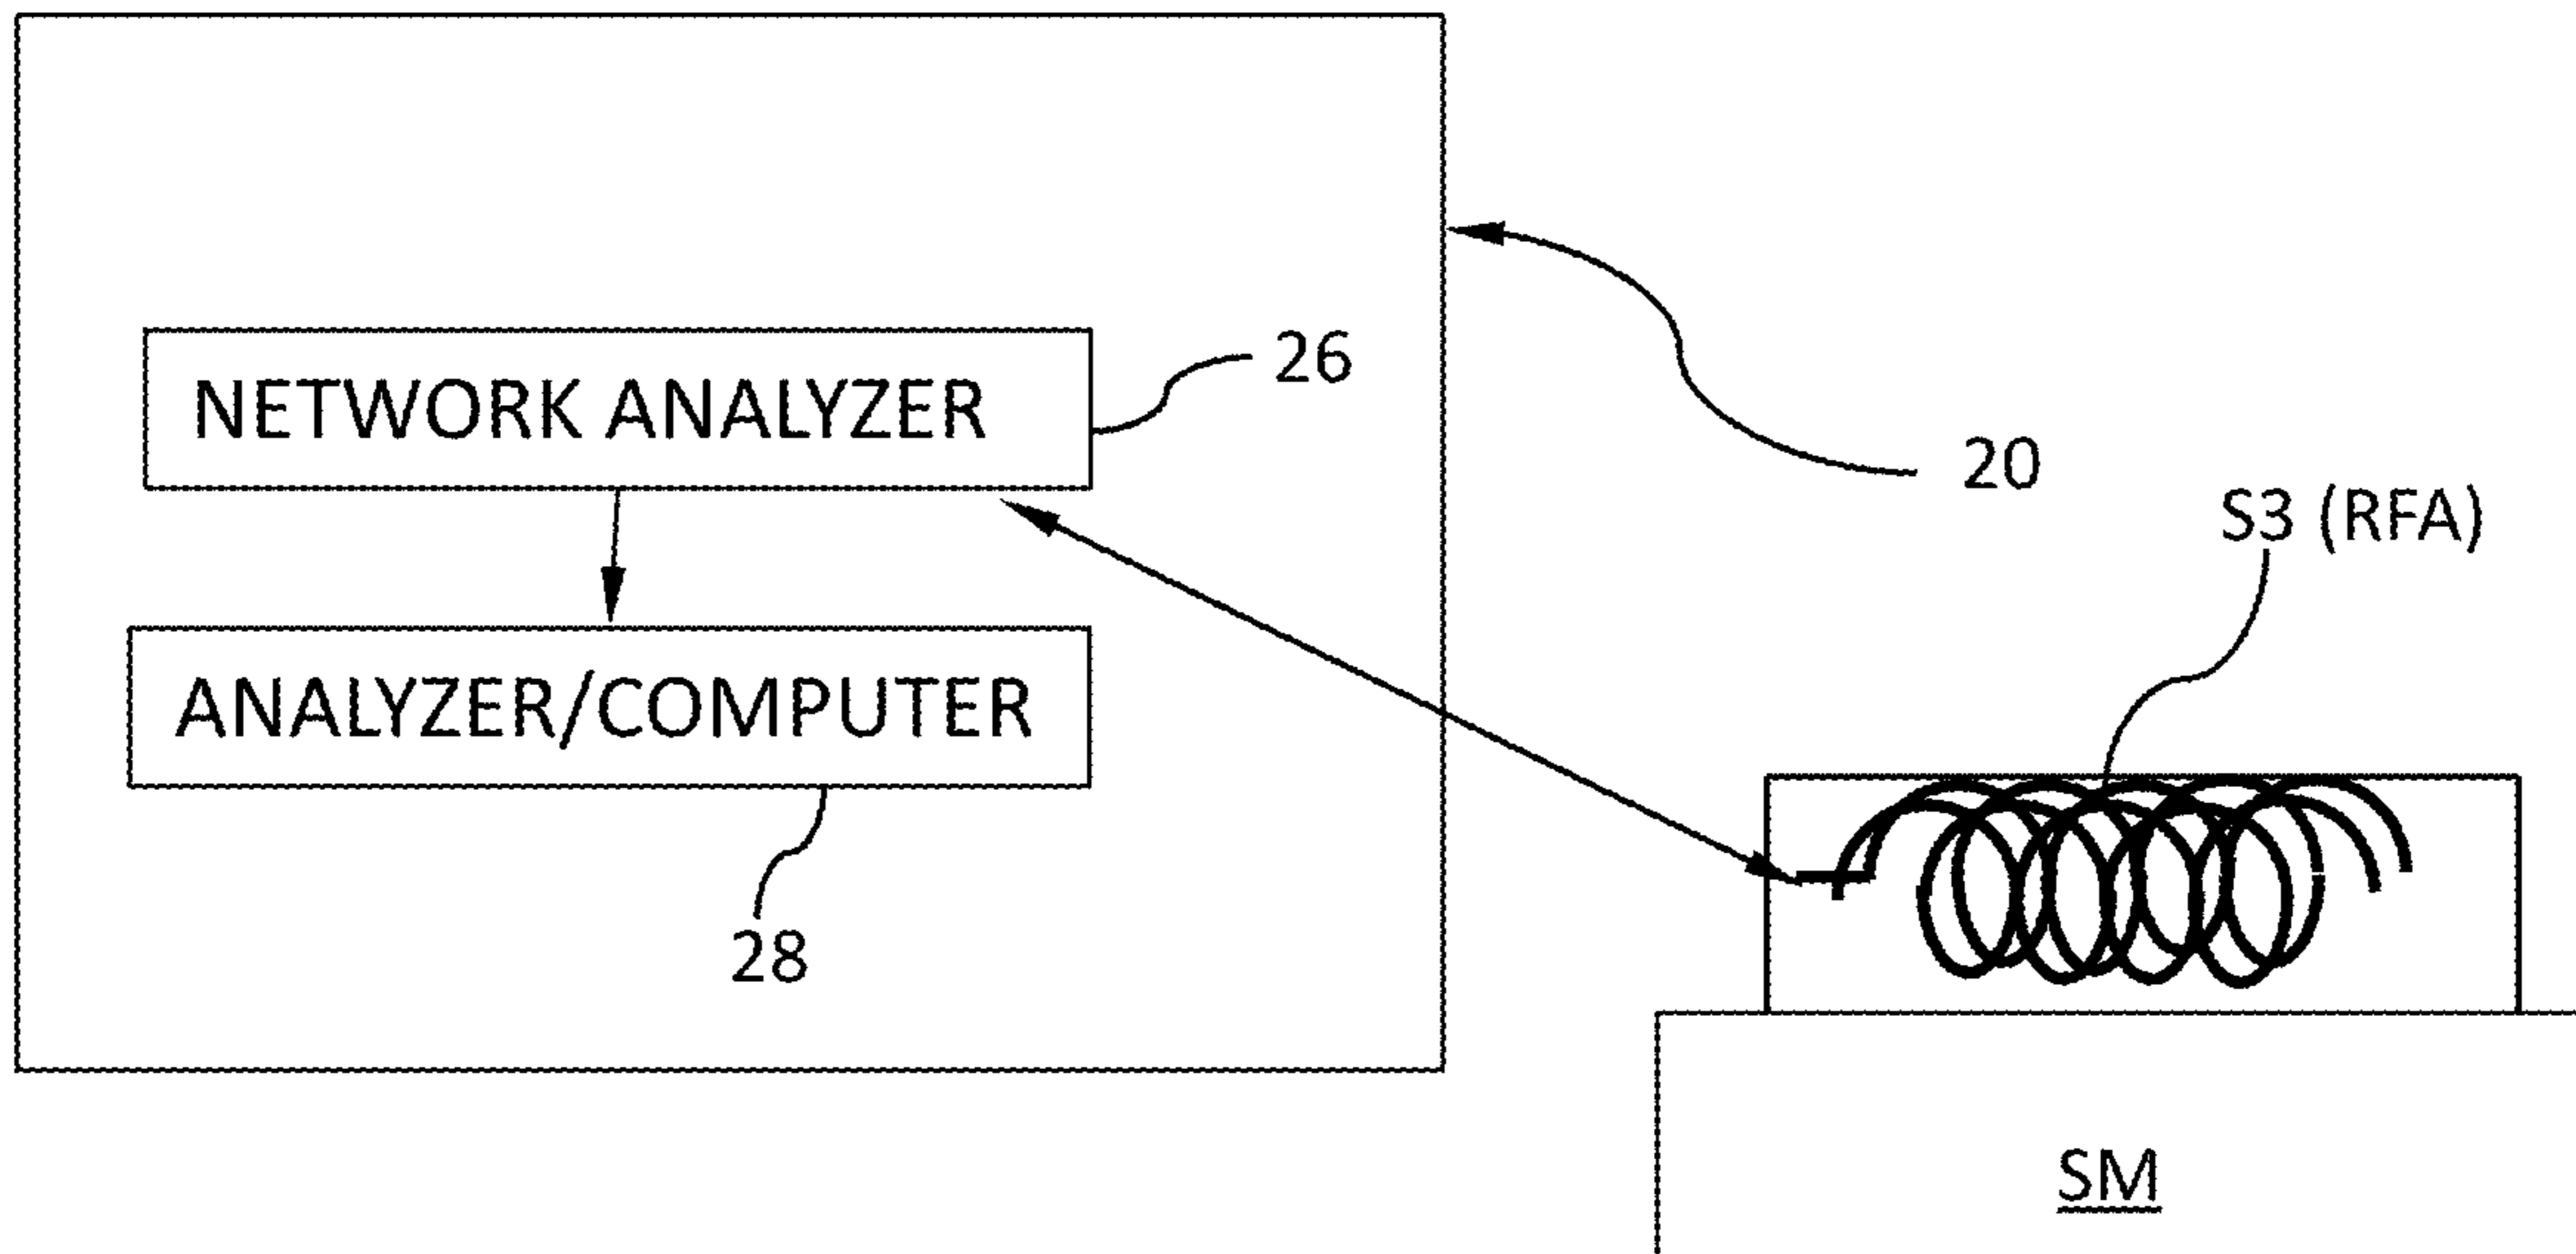 NETWORK ANALYZER
26
20
S3 (RFA)
ANALYZER/COMPUTER
28
SM